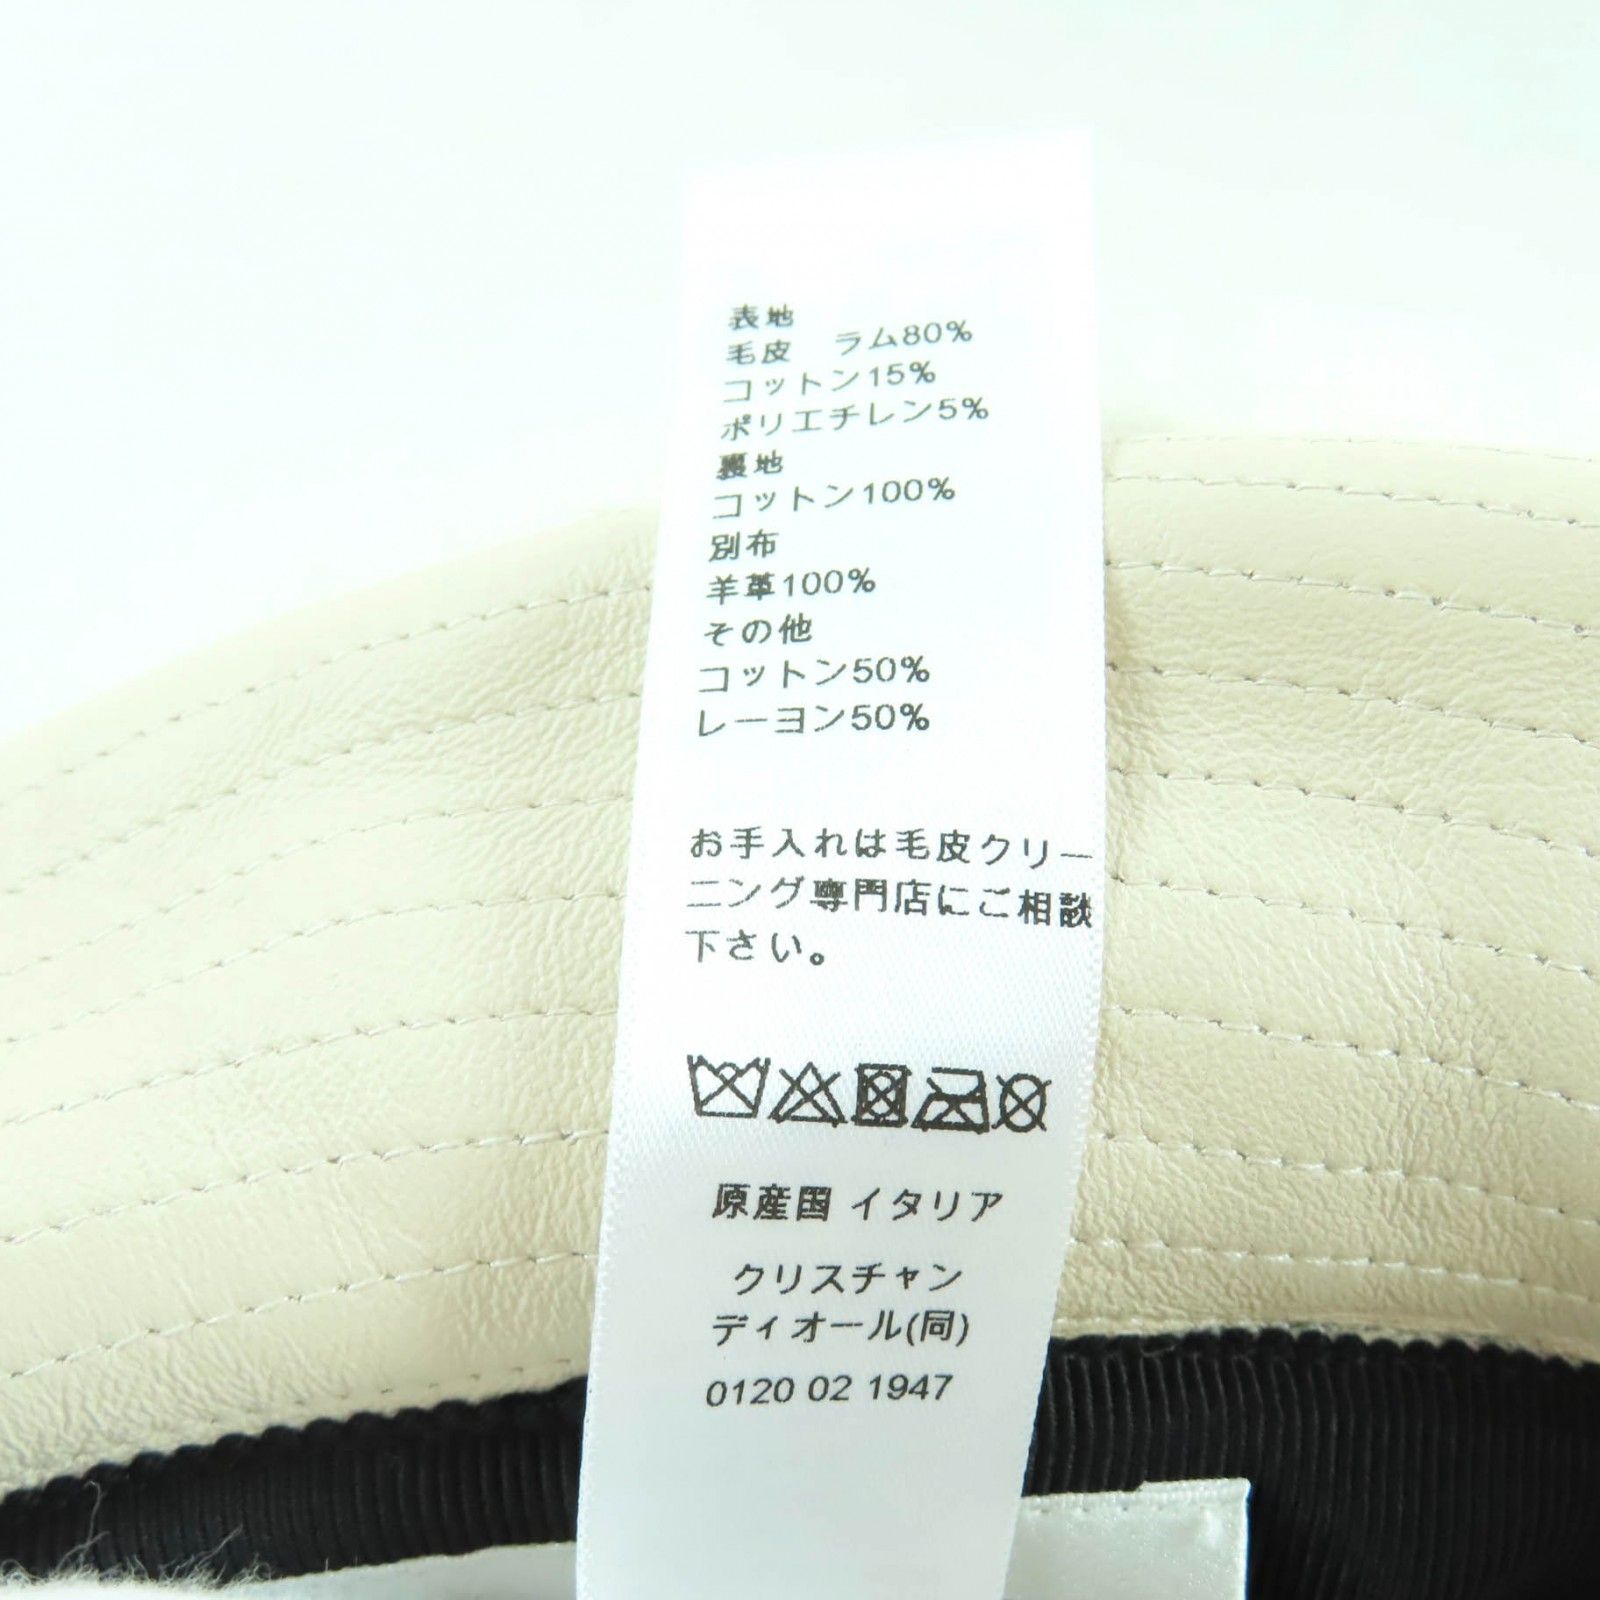 表地
毛皮 ラム80%
コットン15%
ポリエチレン5%
裏地
コットン100%
別布
羊革100%
その他
コットン50%
レーヨン50%
お手入れは毛皮クリー
ニング専門店にご相談
下さい。
原産国 イタリア
クリスチャン
ディオール(同)
0120 02 1947